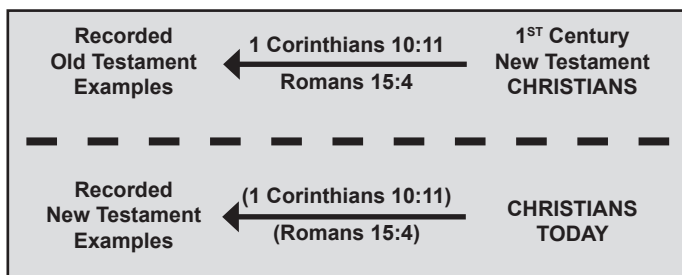 Recorded
Old Testament
Examples
1 Corinthians 10:11
Romans 15:4
1ST Century
New Testament
CHRISTIANS
Recorded
New Testament
Examples
(1 Corinthians 10:11)
(Romans 15:4)
CHRISTIANS
TODAY